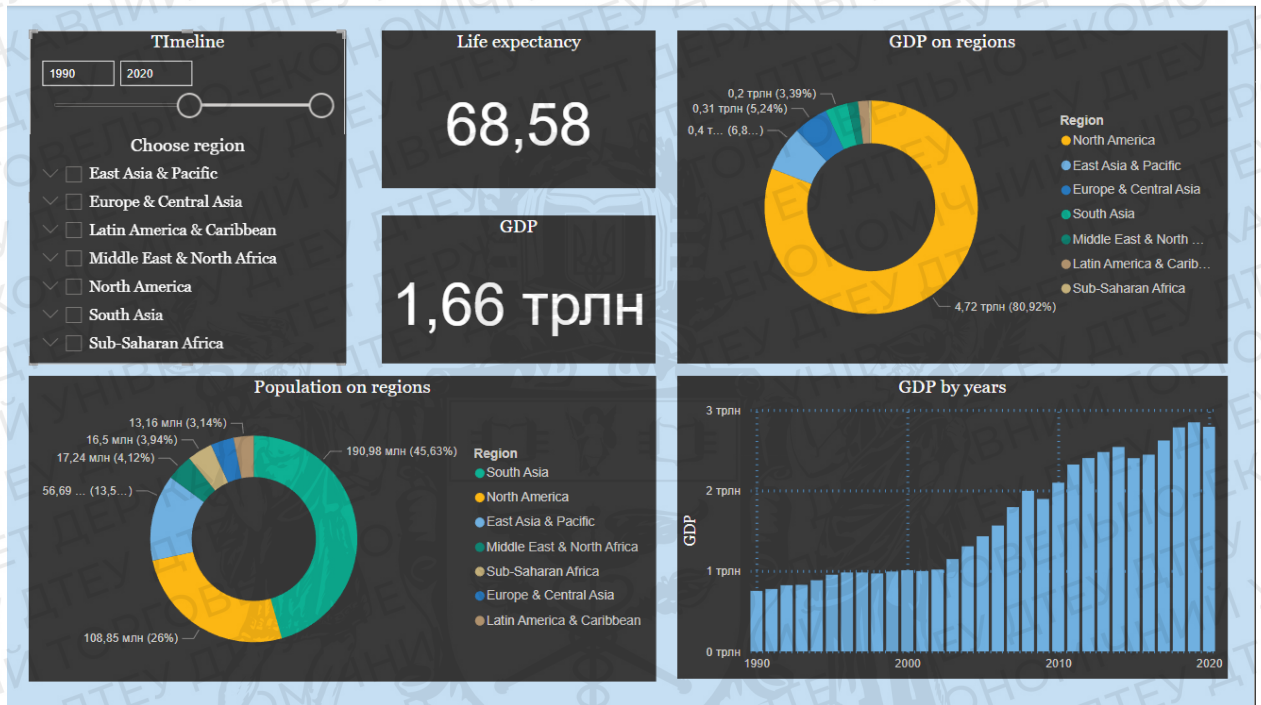 TImeline
1990 2020
Choose region
East Asia & Pacific
Europe & Central Asia
Latin America & Caribbean
Middle East & North Africa
North America
South Asia
Sub-Saharan Africa
Life expectancy
68,58
GDP
1,66 трлн
GDP on regions
0,2 трлн (3,39%)
0,31 трлн (5,24%)
0,4 т... (6,8...)
4,72 трлн (80,92%)
Region
North America
East Asia & Pacific
Europe & Central Asia
South Asia
Middle East & North ...
Latin America & Carib...
Sub-Saharan Africa
Population on regions
13,16 млн (3,14%)
16,5 млн (3,94%)
17,24 млн (4,12%)
56,69 ... (13,5...)
108,85 млн (26%)
190,98 млн (45,63%)
Region
South Asia
North America
East Asia & Pacific
Middle East & North Africa
Sub-Saharan Africa
Europe & Central Asia
Latin America & Caribbean
GDP by years
GDP
3 трлн
2 трлн
1 трлн
0 трлн
1990 2000 2010 2020